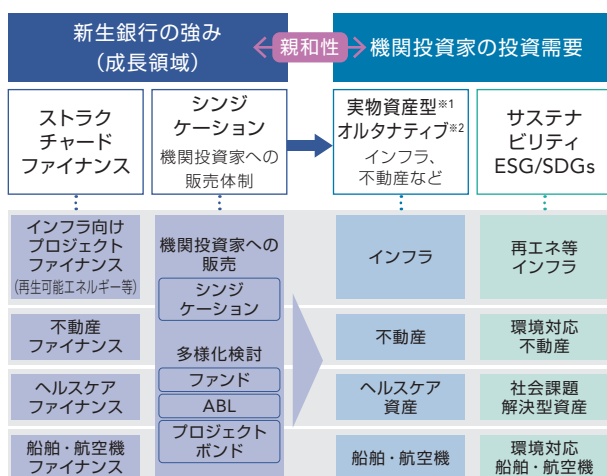 新生銀行の強み
（成長領域）
親和性
機関投資家の投資需要
ストラク
チャード
ファイナンス
シンジ
ケーション
機関投資家への
販売体制
実物資産型※1
オルタナティブ※2
インフラ、
不動産など
サステナ
ビリティ
ESG/SDGs
インフラ向け
プロジェクト
ファイナンス
(再生可能エネルギー等)
機関投資家への
販売
シンジ
ケーション
インフラ
再エネ等
インフラ
不動産
ファイナンス
多様化検討
不動産
環境対応
不動産
ヘルスケア
ファイナンス
ファンド
ABL
ヘルスケア
資産
社会課題
解決型資産
船舶・航空機
ファイナンス
プロジェクト
ボンド
船舶・航空機
環境対応
船舶・航空機